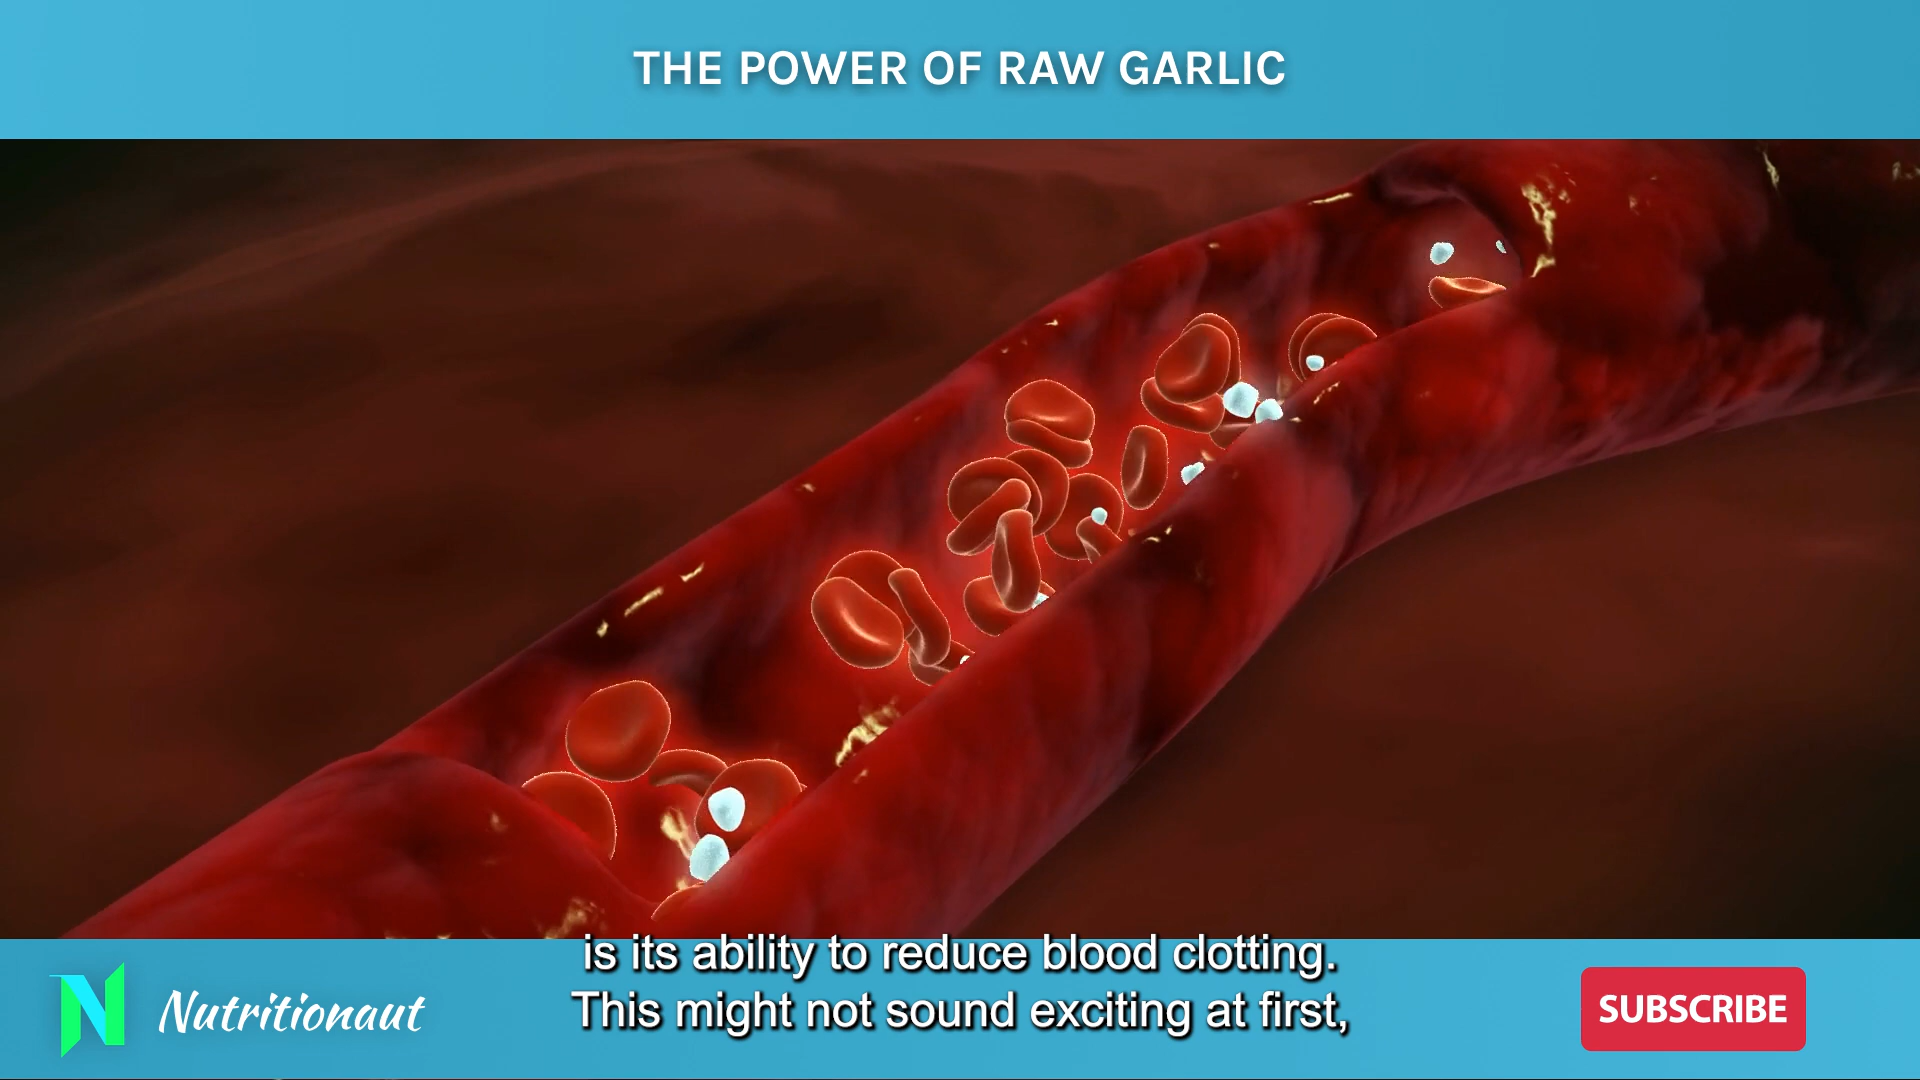 THE POWER OF RAW GARLIC
is its ability to reduce blood clotting.
This might not sound exciting at first,
Nutritionaut
SUBSCRIBE